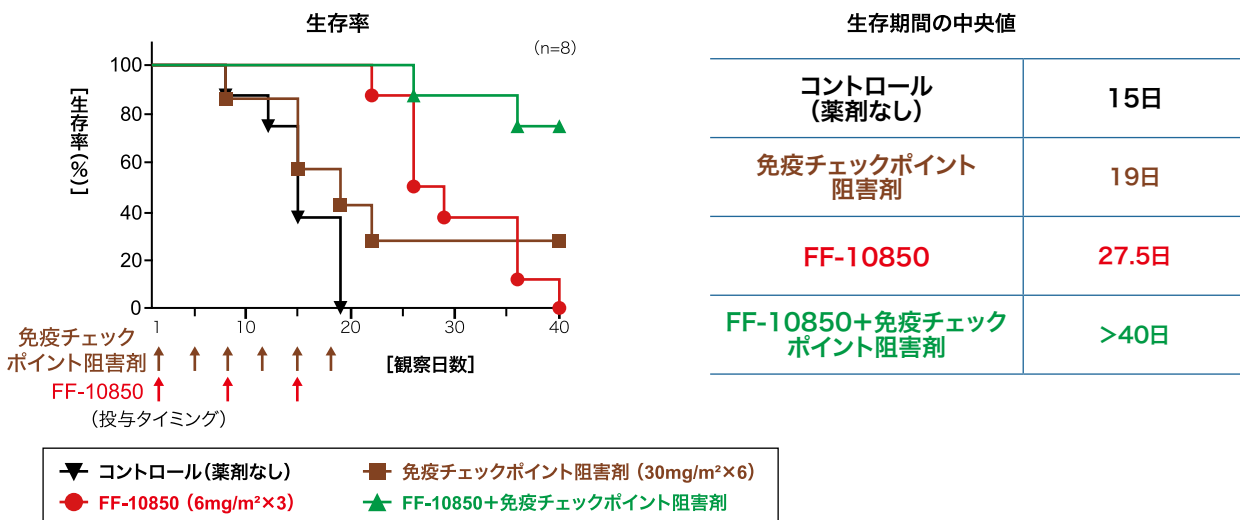 生存率
(n=8)
[生存率(%)]
100
80
60
40
20
0
1
10
20
30
40
[観察日数]
免疫チェック
ポイント阻害剤
FF-10850
(投与タイミング)
コントロール(薬剤なし)
免疫チェックポイント阻害剤(30mg/m²×6)
FF-10850(6mg/m²×3)
FF-10850+免疫チェックポイント阻害剤
生存期間の中央値
コントロール
(薬剤なし)
15日
免疫チェックポイント
阻害剤
19日
FF-10850
27.5日
FF-10850+免疫チェック
ポイント阻害剤
>40日